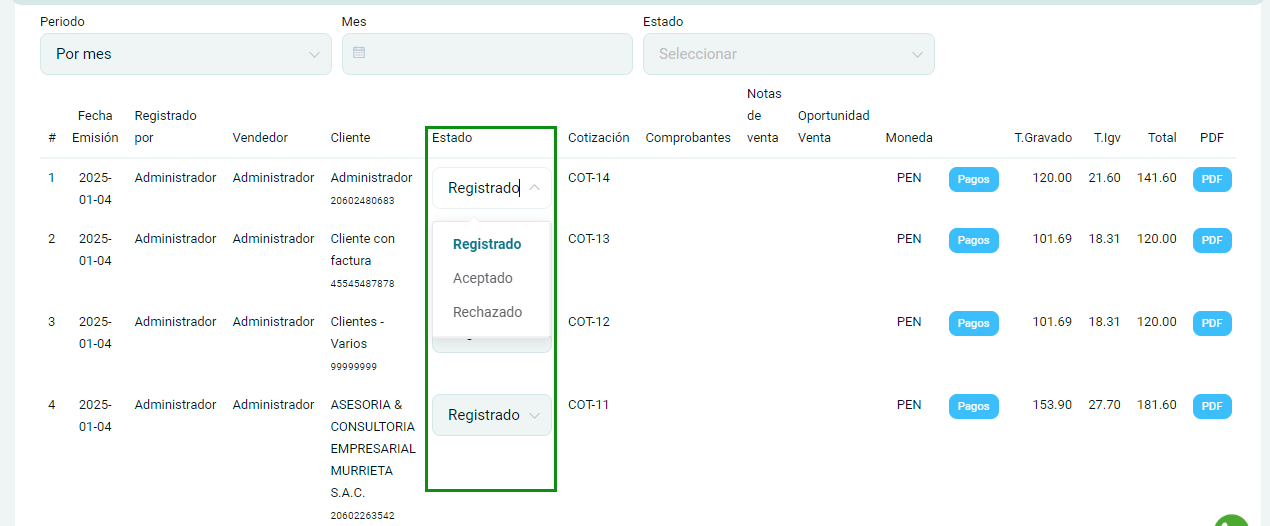 Periodo
Mes
Estado
Por mes
Seleccionar
#
Fecha
Emisión
Registrado
por
Vendedor
Cliente
Estado
Cotización
Comprobantes
Notas
de
venta
Oportunidad
Venta
Moneda
T.Gravado
T.Igv
Total
PDF
1
2025-
01-04
Administrador
Administrador
Administrador
20602480683
Registrado
COT-14
PEN
Pagos
120.00
21.60
141.60
PDF
Registrado
Aceptado
Rechazado
2
2025-
01-04
Administrador
Administrador
Cliente con
factura
45545487878
COT-13
PEN
Pagos
101.69
18.31
120.00
PDF
3
2025-
01-04
Administrador
Administrador
Clientes -
Varios
99999999
COT-12
PEN
Pagos
101.69
18.31
120.00
PDF
4
2025-
01-04
Administrador
Administrador
ASESORIA &
CONSULTORIA
EMPRESARIAL
MURRIETA
S.A.C.
20602263542
Registrado
COT-11
PEN
Pagos
153.90
27.70
181.60
PDF